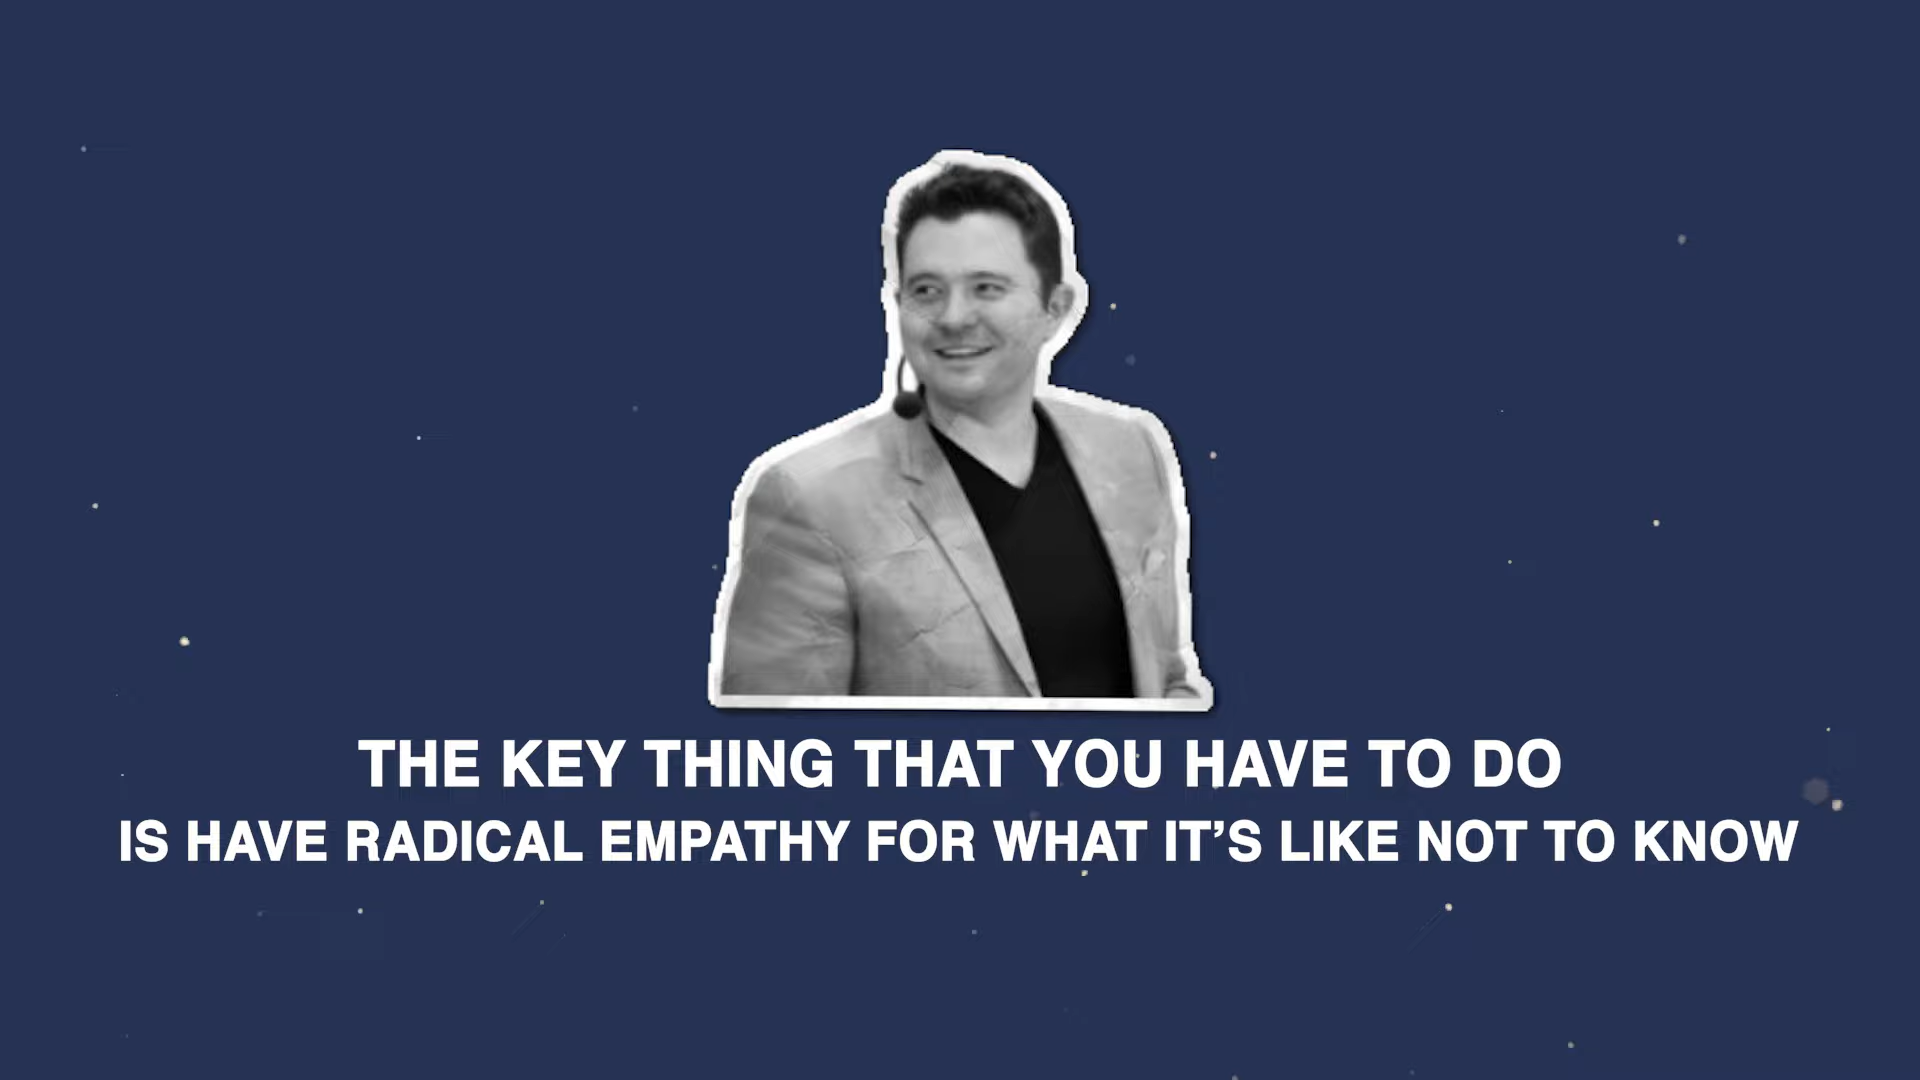 THE KEY THING THAT YOU HAVE TO DO
IS HAVE RADICAL EMPATHY FOR WHAT IT’S LIKE NOT TO KNOW